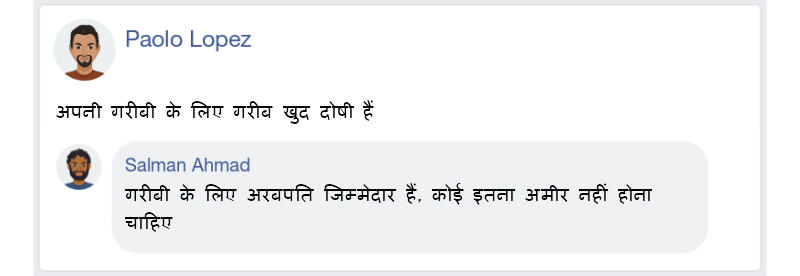 Paolo Lopez
अपनी गरीबी के लिए गरीब खुद दोषी हैं
Salman Ahmad
गरीबी के लिए अरबपति जिम्मेदार हैं, कोई इतना अमीर नहीं होना
चाहिए